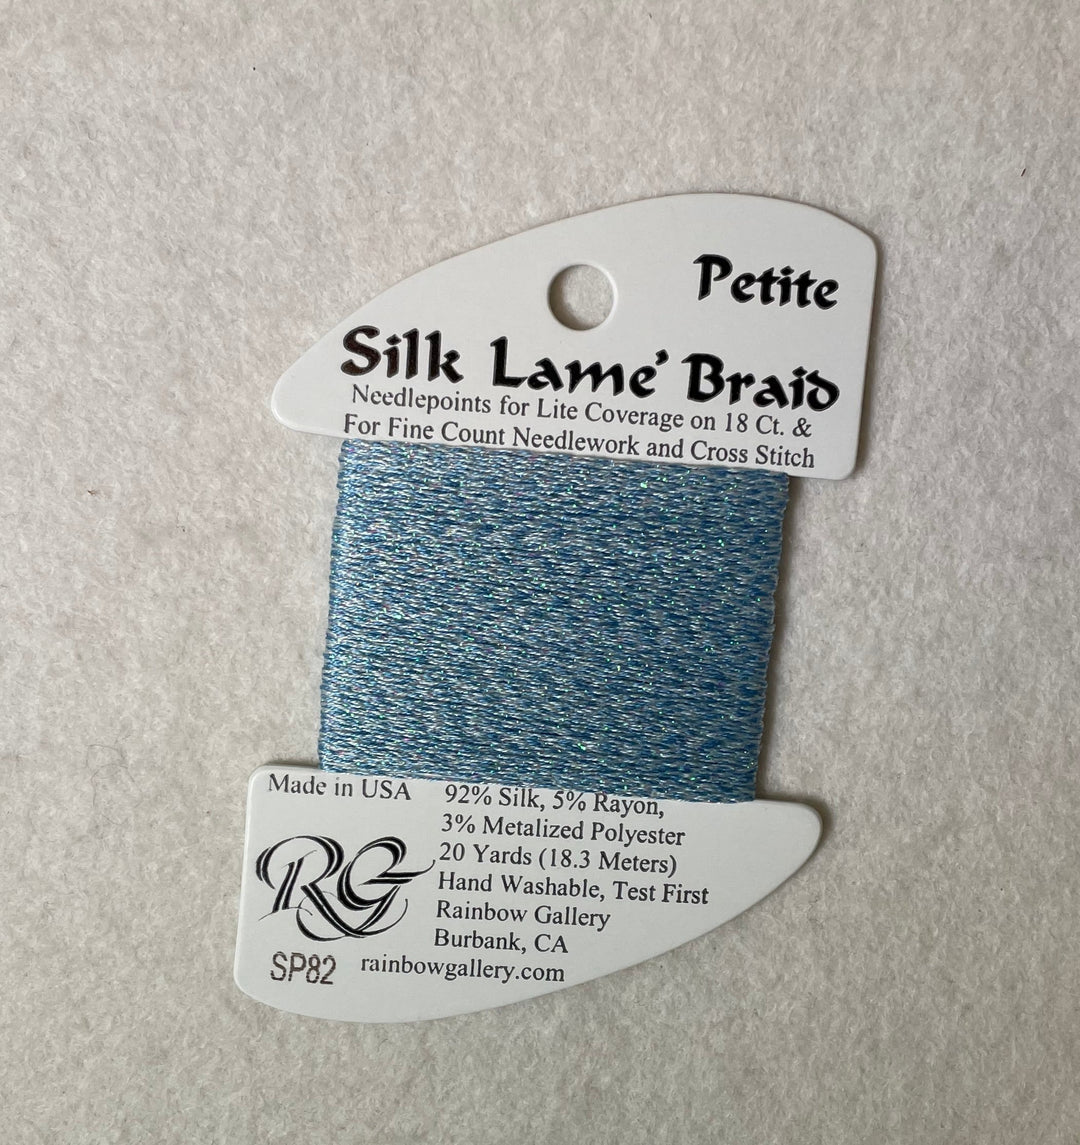 Petite
Silk Lame' Braid
Needlepoints for Lite Coverage on 18 Ct. &
For Fine Count Needlework and Cross Stitch
Made in USA
92% Silk, 5% Rayon,
3% Metalized Polyester
20 Yards (18.3 Meters)
Hand Washable, Test First
Rainbow Gallery
Burbank, CA
rainbowgallery.com
RG
SP82